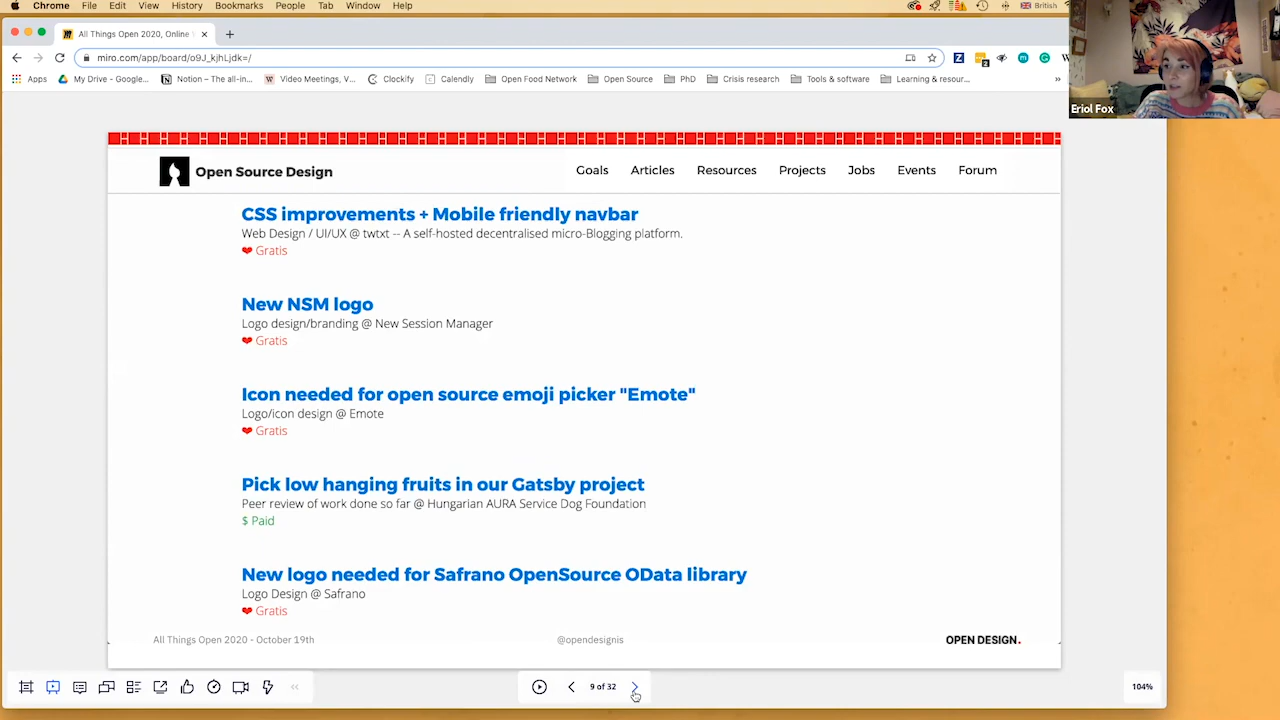 Chrome File Edit View History Bookmarks People Tab Window Help British
All Things Open 2020, Online
miro.com/app/board/o9J_kjhLjdk=/
Apps My Drive - Google... Notion – The all-in... Video Meetings, V... Clockify Calendly Open Food Network Open Source PhD Crisis research Tools & software Learning & resour... »
Eriol Fox
Open Source Design Goals Articles Resources Projects Jobs Events Forum
CSS improvements + Mobile friendly navbar
Web Design / UI/UX @ twtxt -- A self-hosted decentralised micro-Blogging platform.
❤ Gratis
New NSM logo
Logo design/branding @ New Session Manager
❤ Gratis
Icon needed for open source emoji picker "Emote"
Logo/icon design @ Emote
❤ Gratis
Pick low hanging fruits in our Gatsby project
Peer review of work done so far @ Hungarian AURA Service Dog Foundation
$ Paid
New logo needed for Safrano OpenSource OData library
Logo Design @ Safrano
❤ Gratis
All Things Open 2020 - October 19th @opendesignis OPEN DESIGN.
9 of 32 104%